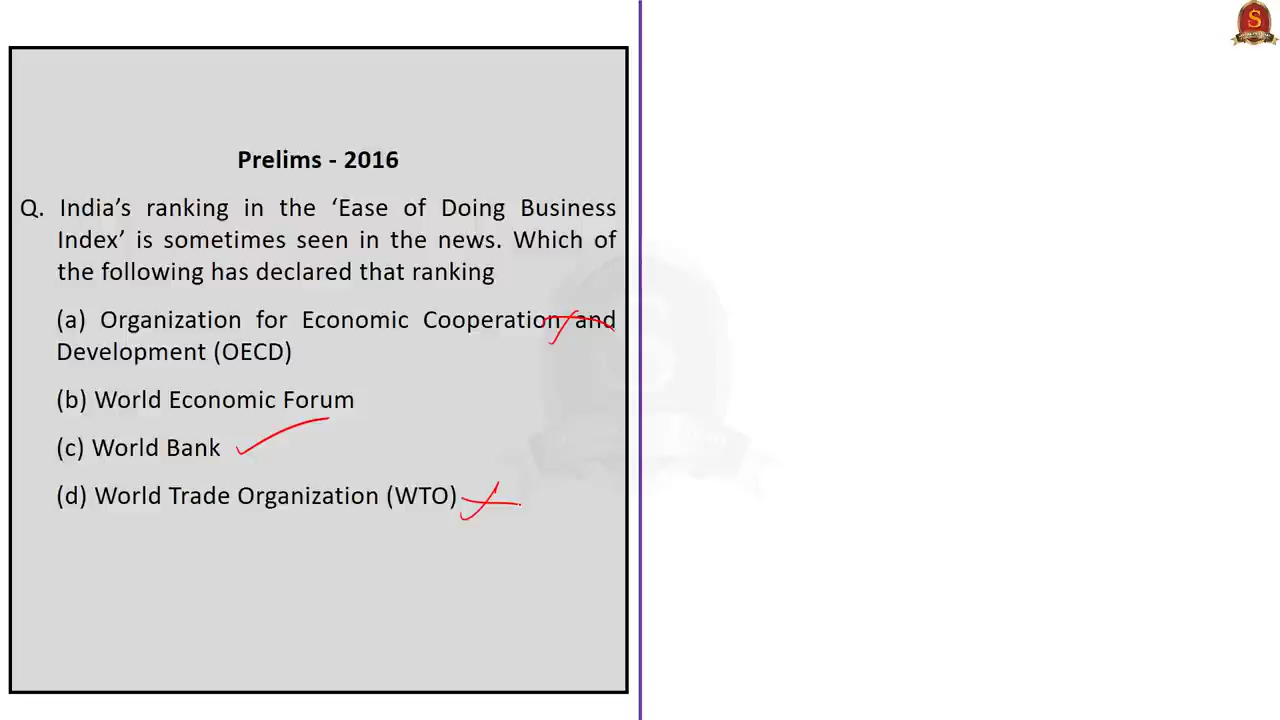 Prelims - 2016
Q. India's ranking in the ‘Ease of Doing Business
Index’ is sometimes seen in the news. Which of
the following has declared that ranking
(a) Organization for Economic Cooperation and
Development (OECD)
(b) World Economic Forum
(c) World Bank
(d) World Trade Organization (WTO)